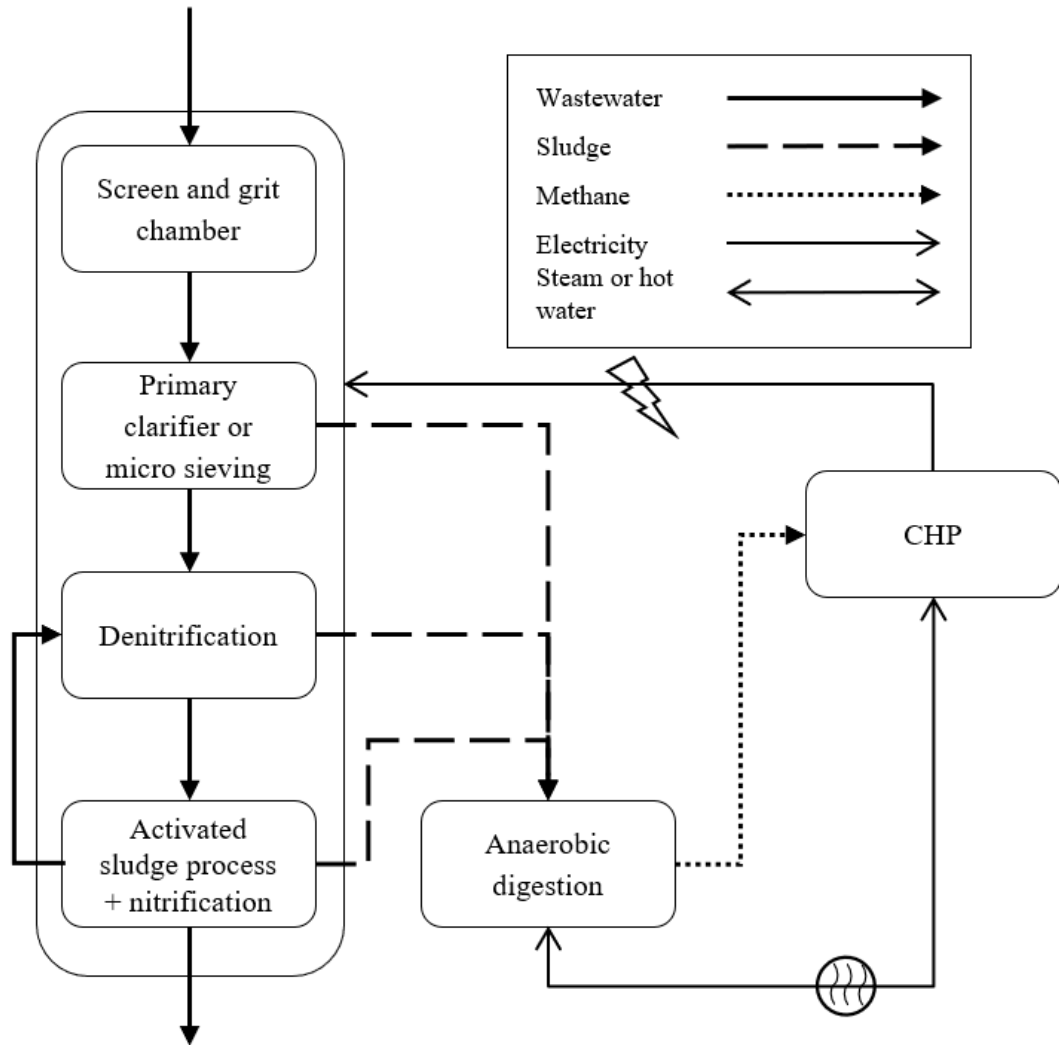 Wastewater
Sludge
Methane
Electricity
Steam or hot
water
Screen and grit
chamber
Primary
clarifier or
micro sieving
Denitrification
Activated
sludge process
+ nitrification
Anaerobic
digestion
CHP